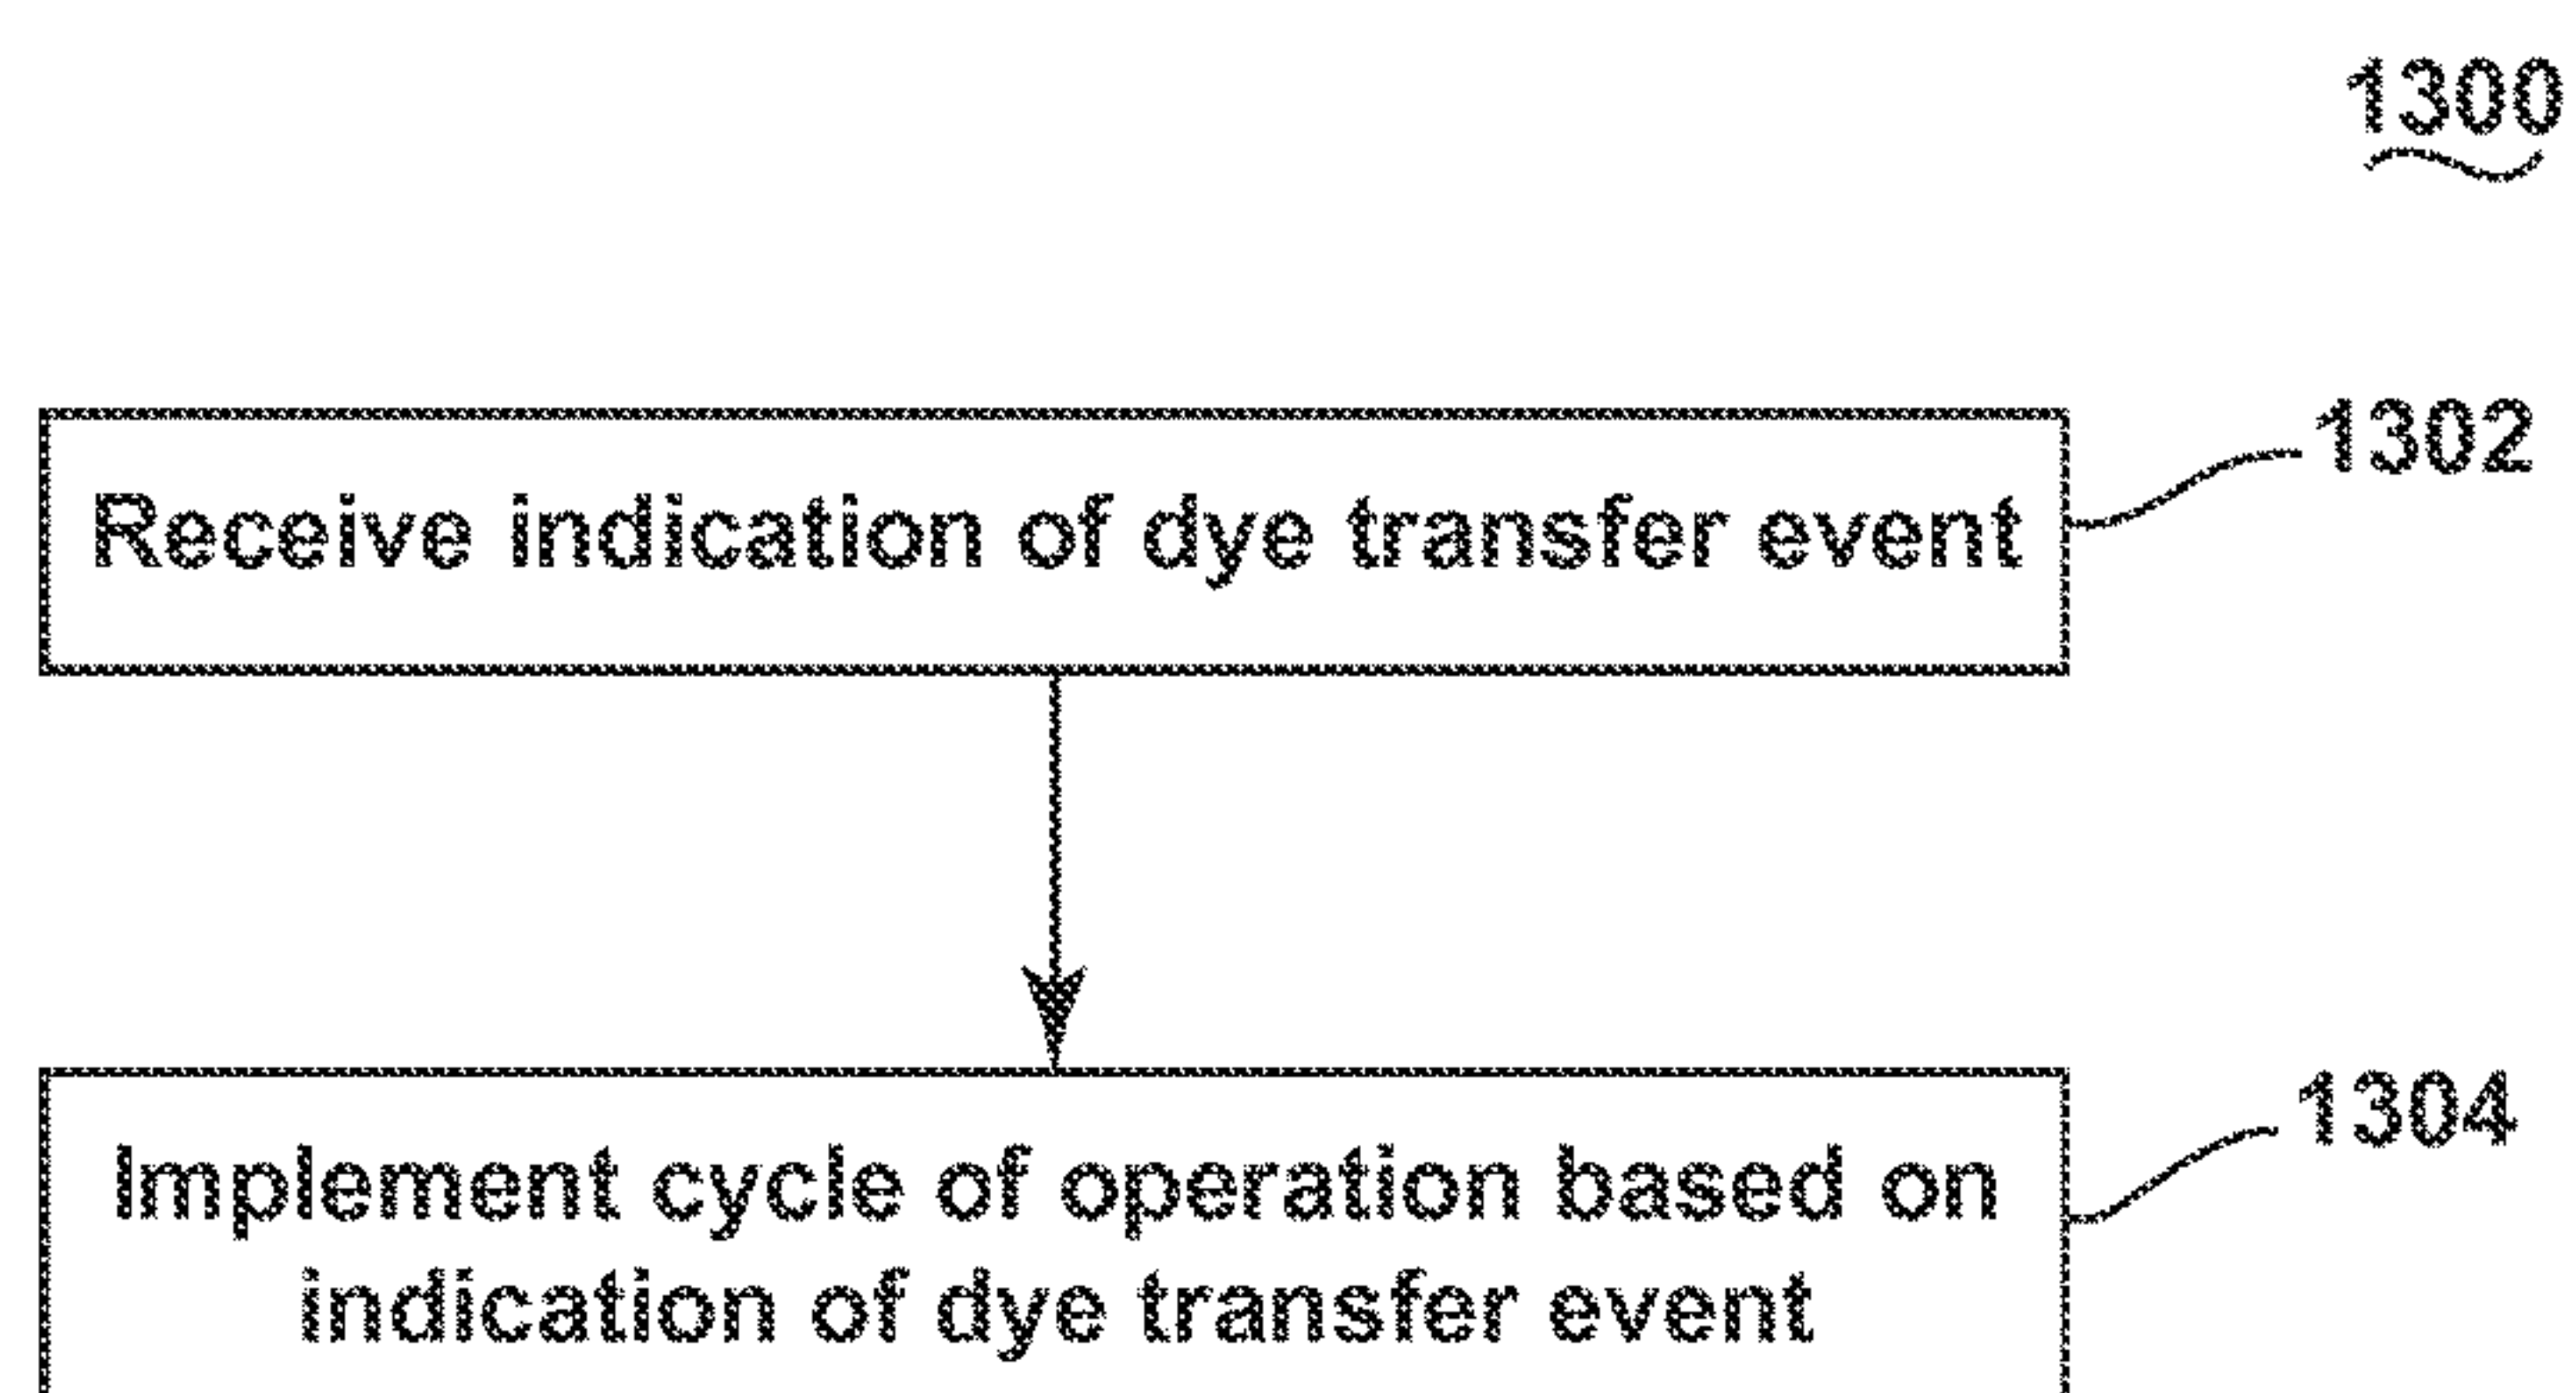 1300
1302
Receive indication of dye transfer event
1304
Implement cycle of operation based on
indication of dye transfer event